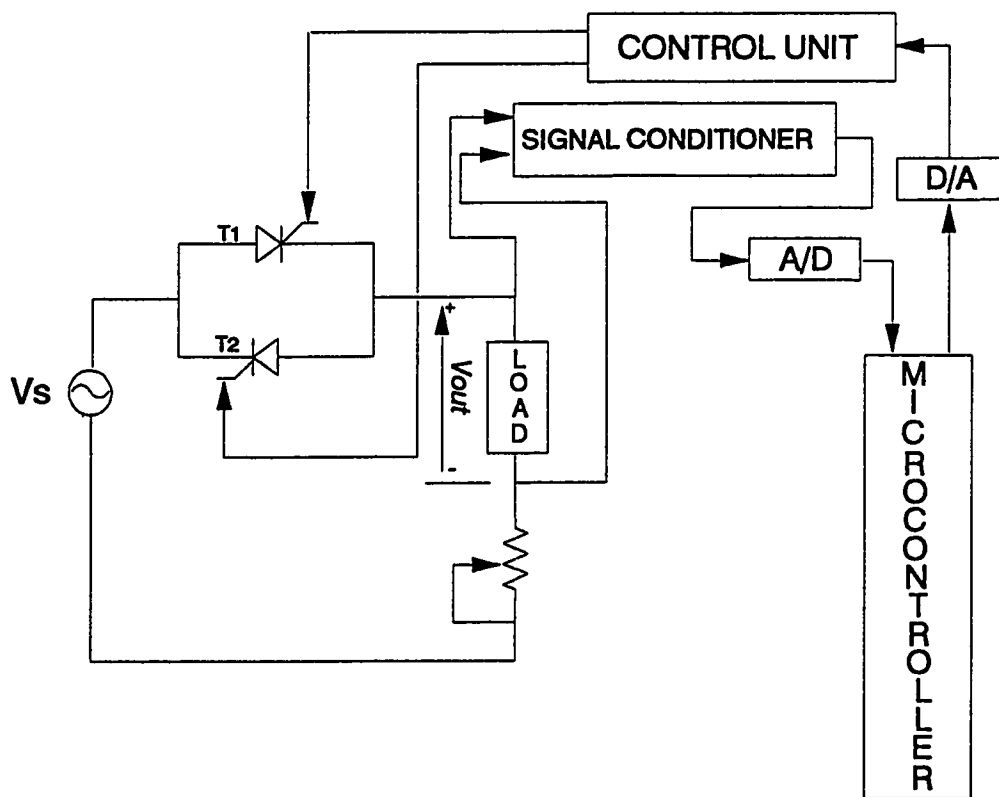 CONTROL UNIT
SIGNAL CONDITIONER
D/A
A/D
T1
T2
Vs
+
Vout
-
LOAD
MICROCONTROLLER